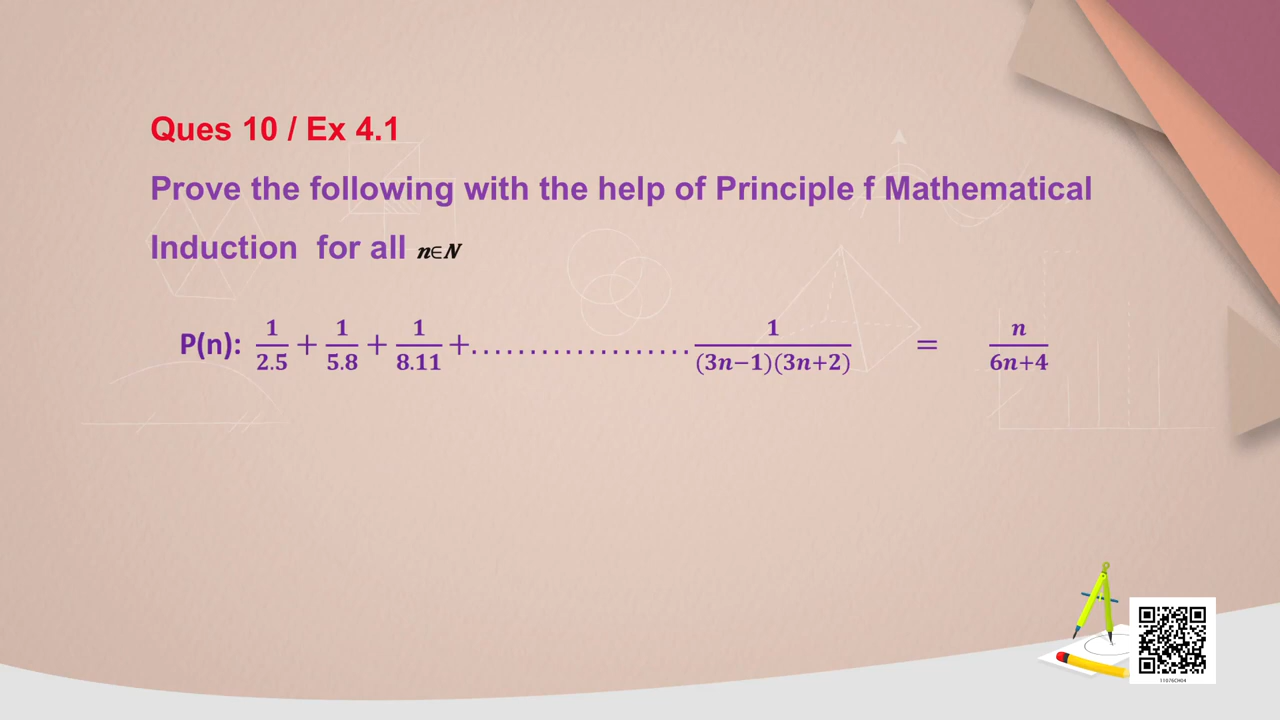 Ques 10 / Ex 4.1
Prove the following with the help of Principle f Mathematical
Induction for all n∈N
P(n): 1/2.5 + 1/5.8 + 1/8.11 +................... 1/(3n−1)(3n+2) = n/6n+4
11076CH04